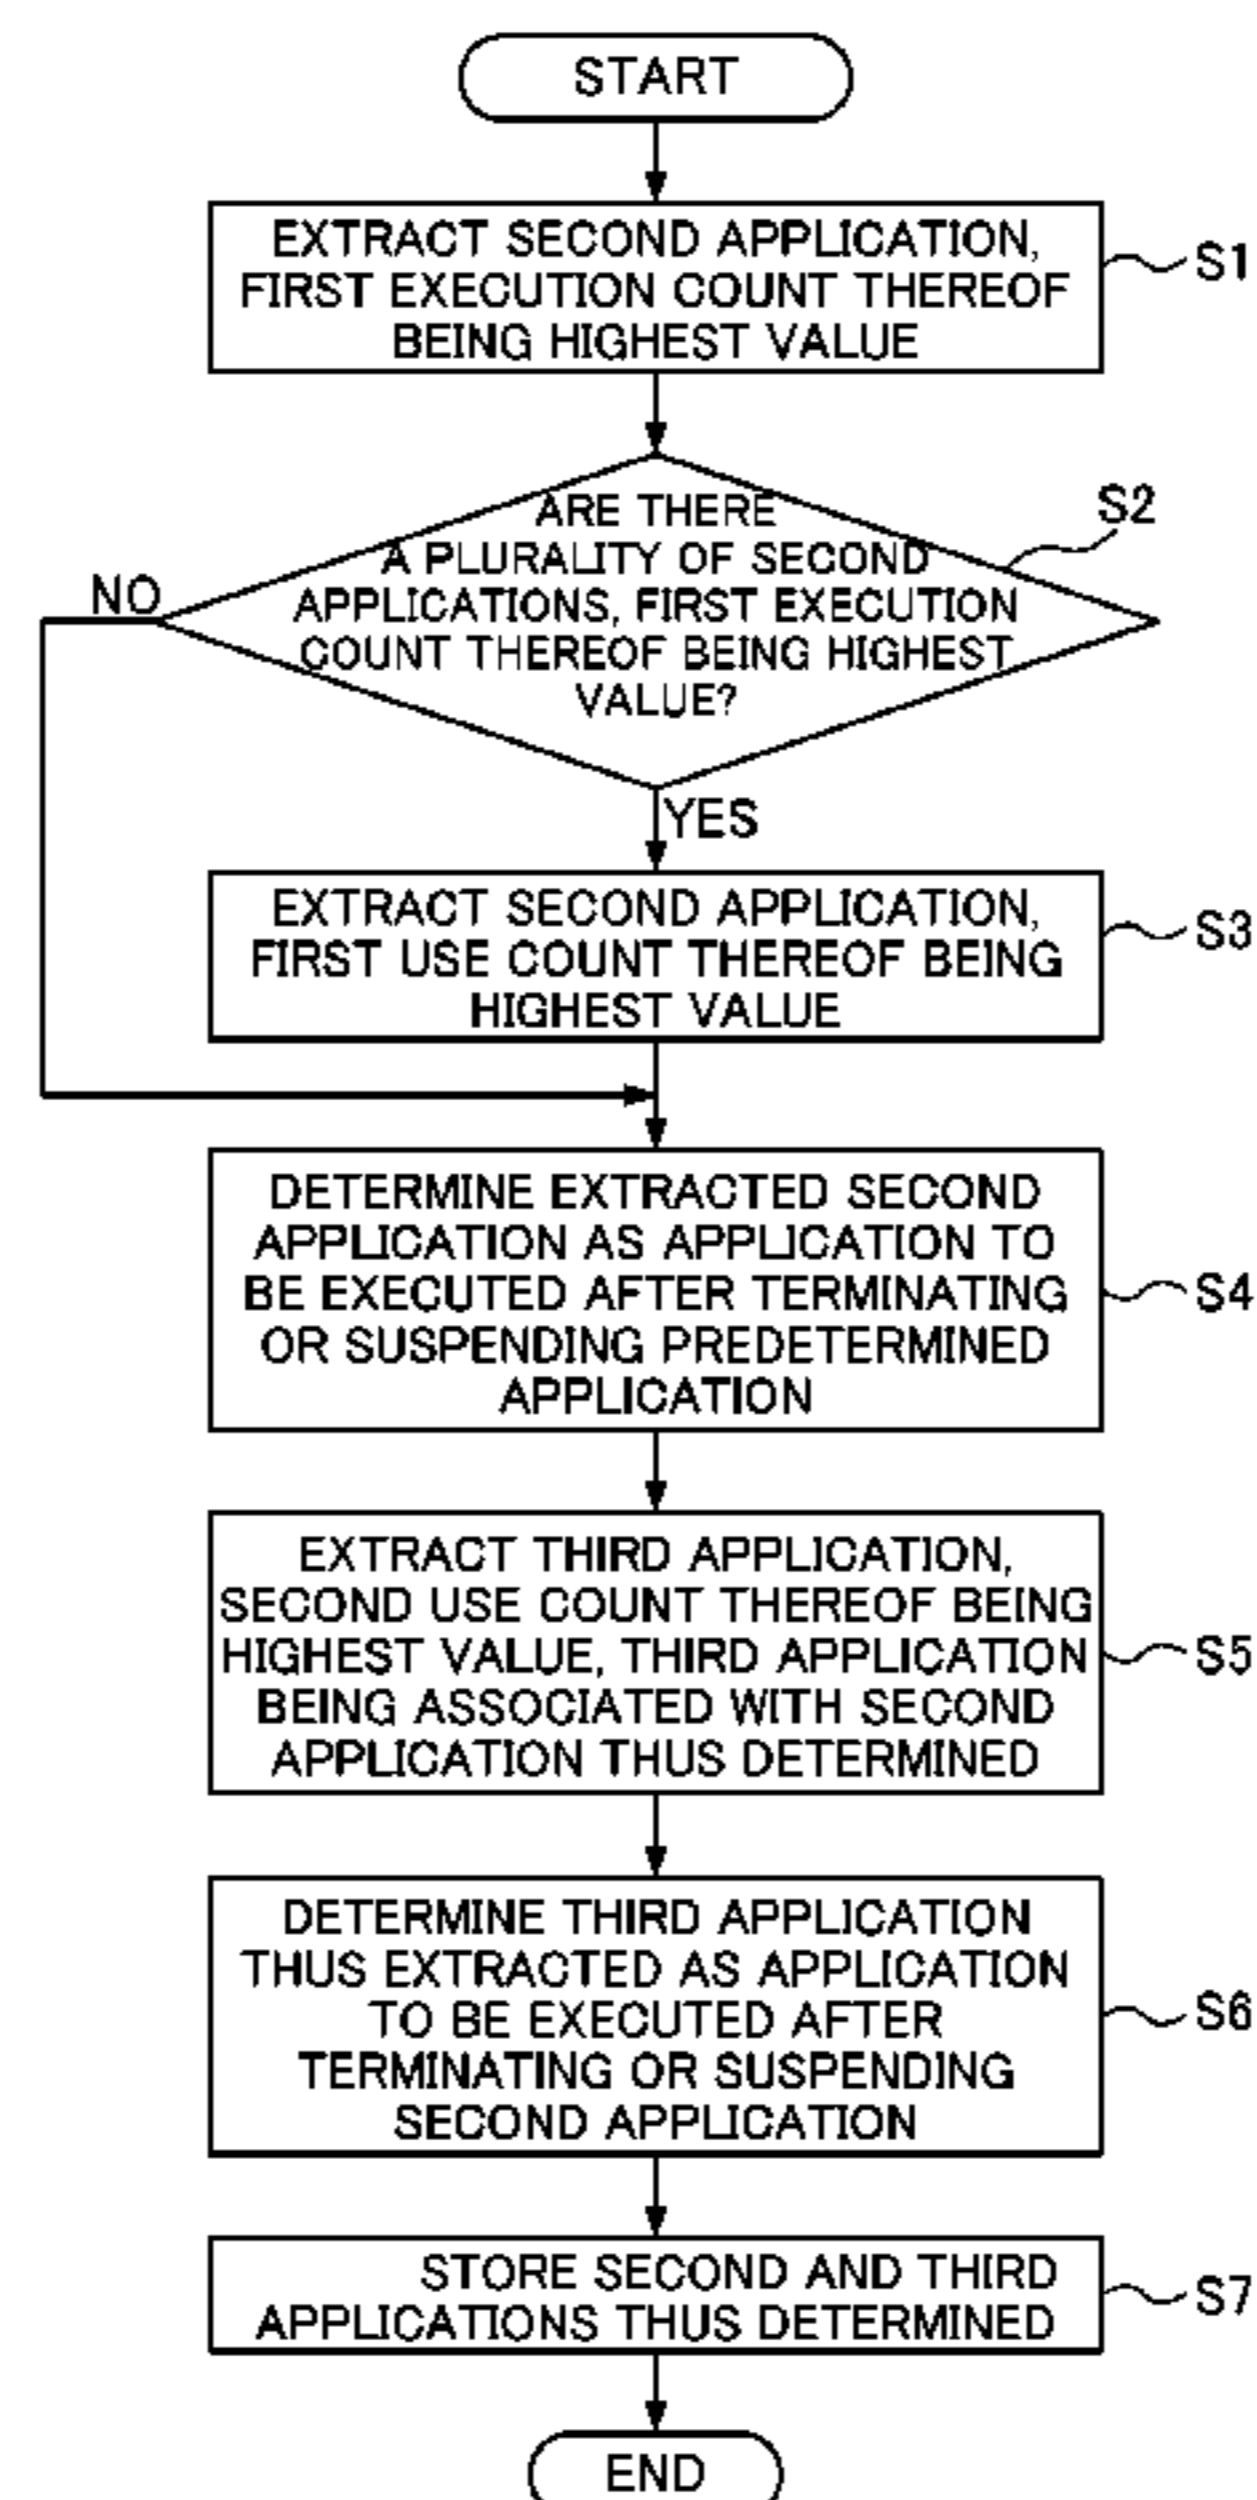 START
EXTRACT SECOND APPLICATION,
FIRST EXECUTION COUNT THEREOF
BEING HIGHEST VALUE
S1
ARE THERE
A PLURALITY OF SECOND
APPLICATIONS, FIRST EXECUTION
COUNT THEREOF BEING HIGHEST
VALUE?
S2
NO
YES
EXTRACT SECOND APPLICATION,
FIRST USE COUNT THEREOF BEING
HIGHEST VALUE
S3
DETERMINE EXTRACTED SECOND
APPLICATION AS APPLICATION TO
BE EXECUTED AFTER TERMINATING
OR SUSPENDING PREDETERMINED
APPLICATION
S4
EXTRACT THIRD APPLICATION,
SECOND USE COUNT THEREOF BEING
HIGHEST VALUE, THIRD APPLICATION
BEING ASSOCIATED WITH SECOND
APPLICATION THUS DETERMINED
S5
DETERMINE THIRD APPLICATION
THUS EXTRACTED AS APPLICATION
TO BE EXECUTED AFTER
TERMINATING OR SUSPENDING
SECOND APPLICATION
S6
STORE SECOND AND THIRD
APPLICATIONS THUS DETERMINED
S7
END